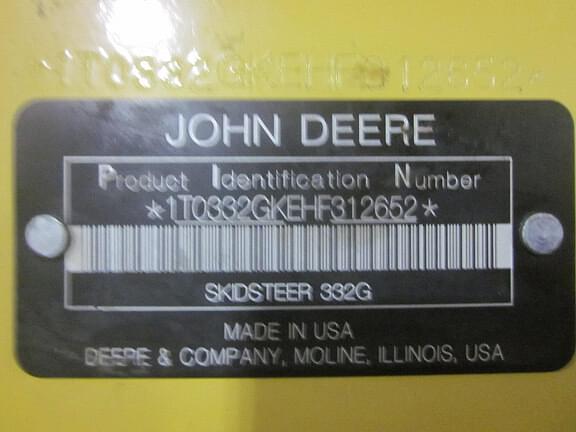 *1T0332GKEHF312652*
JOHN DEERE
Product Identification Number
*1T0332GKEHF312652*
SKIDSTEER 332G
MADE IN USA
DEERE & COMPANY, MOLINE, ILLINOIS, USA